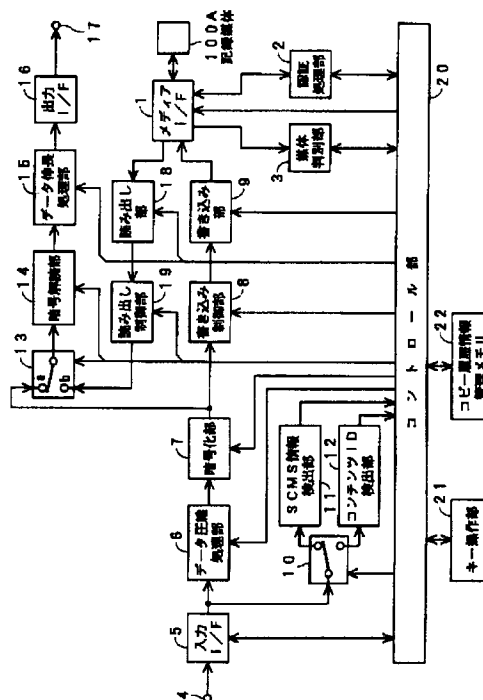 16
出力
I/F
17
15
データ伸長
処理部
14
暗号解読部
13
a
b
100A
記録媒体
1
メディア
I/F
2
認証
処理部
3
媒体
判別部
18
読み出し
部
19
読み出し
制御部
9
書き込み
部
8
書き込み
制御部
7
暗号化部
6
データ圧縮
処理部
5
入力
I/F
4
10
11
SCMS情報
検出部
12
コンテンツID
検出部
20
コントロール部
21
キー操作部
22
コピー履歴情報
管理メモリ